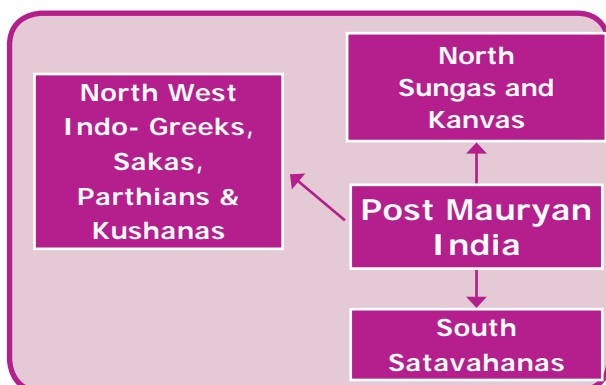 North West
Indo- Greeks,
Sakas,
Parthians &
Kushanas
North
Sungas and
Kanvas
Post Mauryan
India
South
Satavahanas